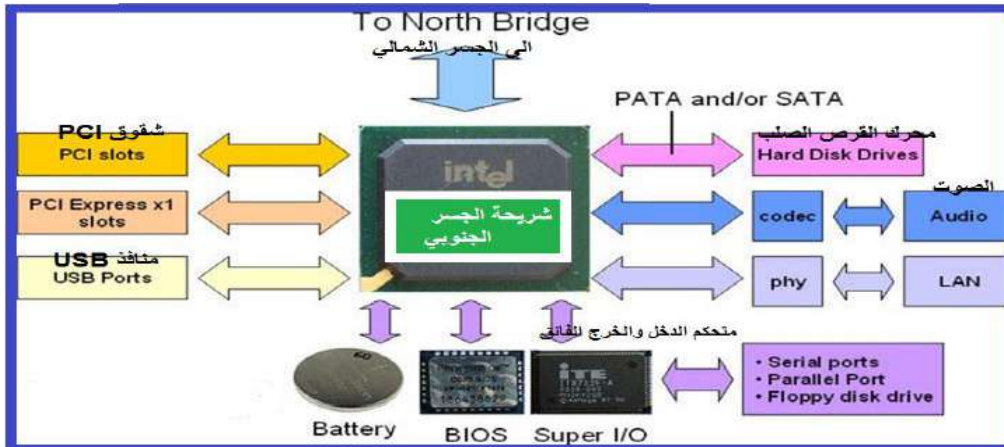 To North Bridge
الى الجسر الشمالي
PATA and/or SATA
شقوق PCI
PCI slots
محرك القرص الصلب
Hard Disk Drives
intel
PCI Express x1
slots
شريحة الجسر
الجنوبي
codec
الصوت
Audio
منافذ USB
USB Ports
phy
LAN
متحكم الدخل والخرج الفائق
iTE
• Serial ports
• Parallel Port
• Floppy disk drive
Battery
BIOS
Super I/O